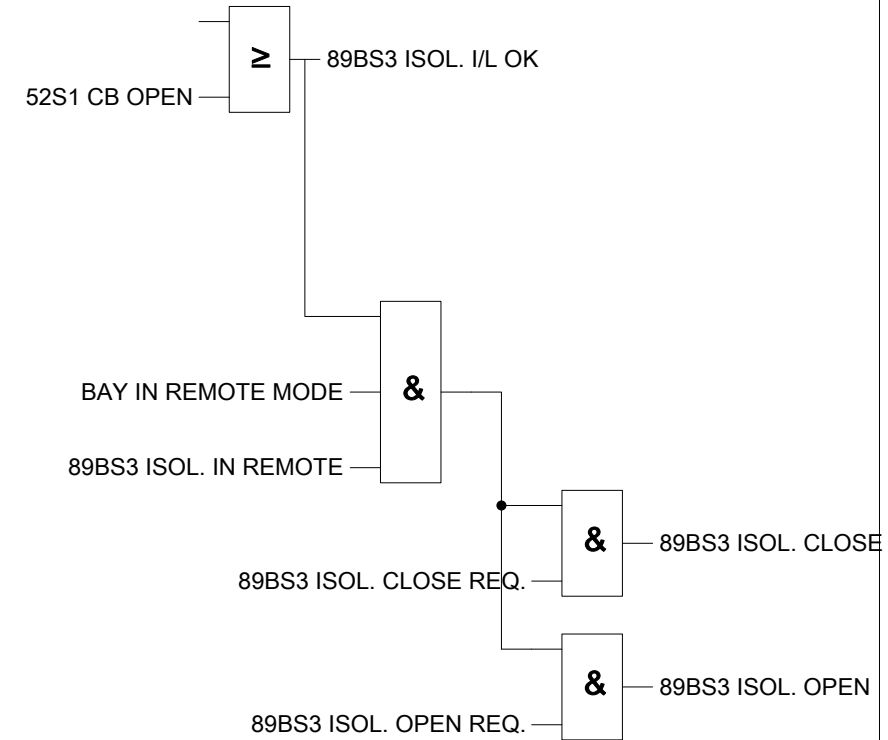 ≥
89BS3 ISOL. I/L OK
52S1 CB OPEN
BAY IN REMOTE MODE
&
89BS3 ISOL. IN REMOTE
&
89BS3 ISOL. CLOSE
89BS3 ISOL. CLOSE REQ.
&
89BS3 ISOL. OPEN
89BS3 ISOL. OPEN REQ.